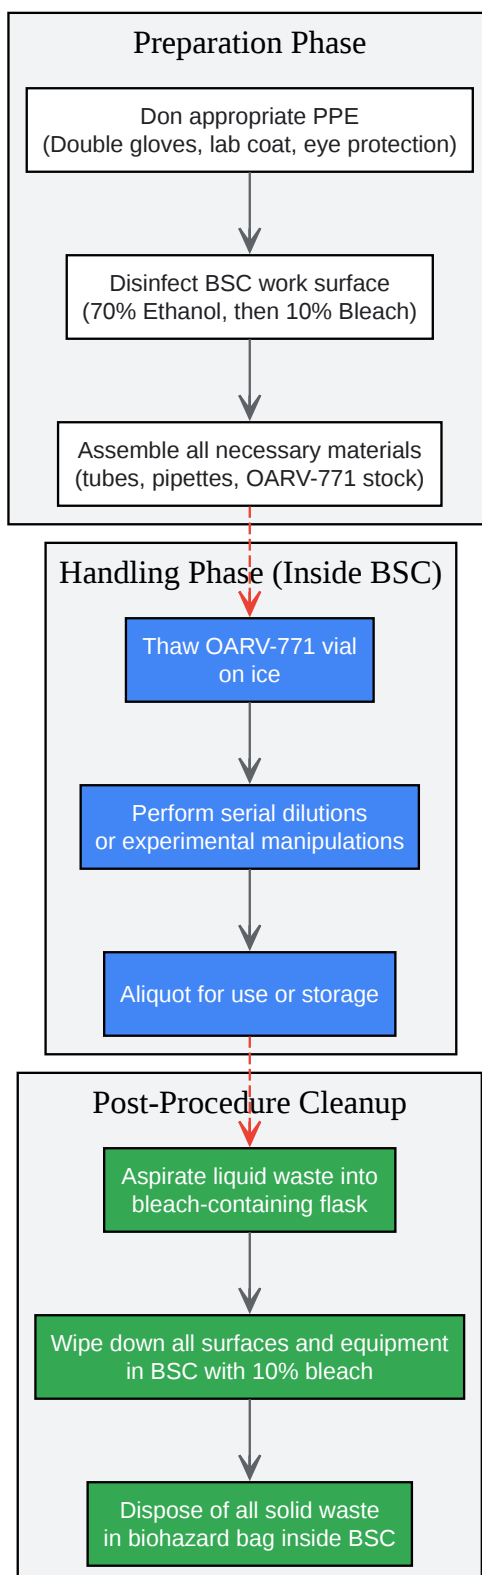 Preparation Phase
Don appropriate PPE
(Double gloves, lab coat, eye protection)
Disinfect BSC work surface
(70% Ethanol, then 10% Bleach)
Assemble all necessary materials
(tubes, pipettes, OARV-771 stock)
Handling Phase (Inside BSC)
Thaw OARV-771 vial
on ice
Perform serial dilutions
or experimental manipulations
Aliquot for use or storage
Post-Procedure Cleanup
Aspirate liquid waste into
bleach-containing flask
Wipe down all surfaces and equipment
in BSC with 10% bleach
Dispose of all solid waste
in biohazard bag inside BSC